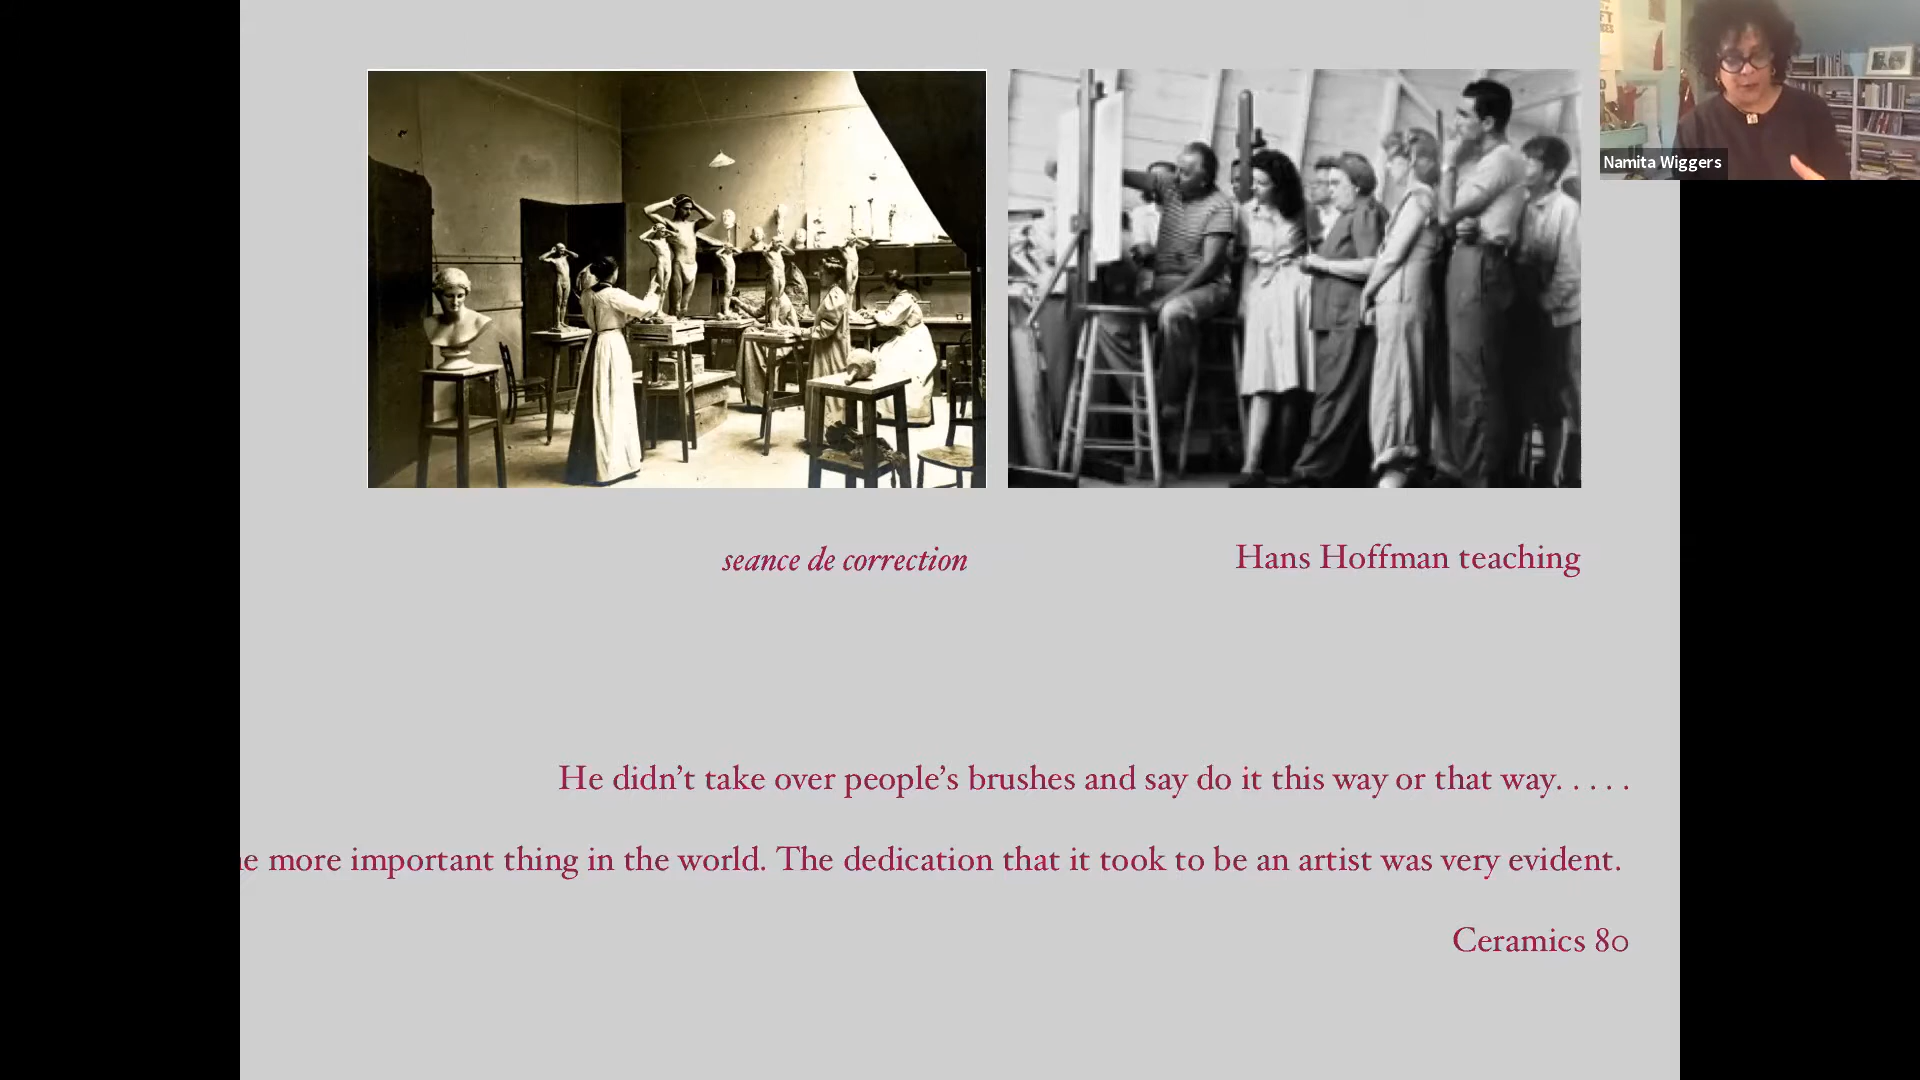 Namita Wiggers
seance de correction
Hans Hoffman teaching
He didn’t take over people’s brushes and say do it this way or that way. . . . .
more important thing in the world. The dedication that it took to be an artist was very evident.
Ceramics 80